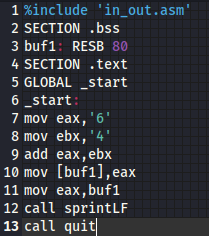 1 %include 'in_out.asm'
2 SECTION .bss
3 buf1: RESB 80
4 SECTION .text
5 GLOBAL _start
6 _start:
7 mov eax,'6'
8 mov ebx,'4'
9 add eax,ebx
10 mov [buf1],eax
11 mov eax,buf1
12 call sprintLF
13 call quit